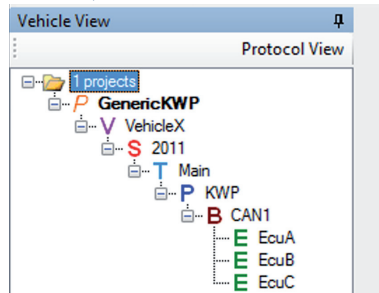 Vehicle View
Protocol View
1 projects
P GenericKWP
V VehicleX
S 2011
T Main
P KWP
B CAN1
E EcuA
E EcuB
E EcuC